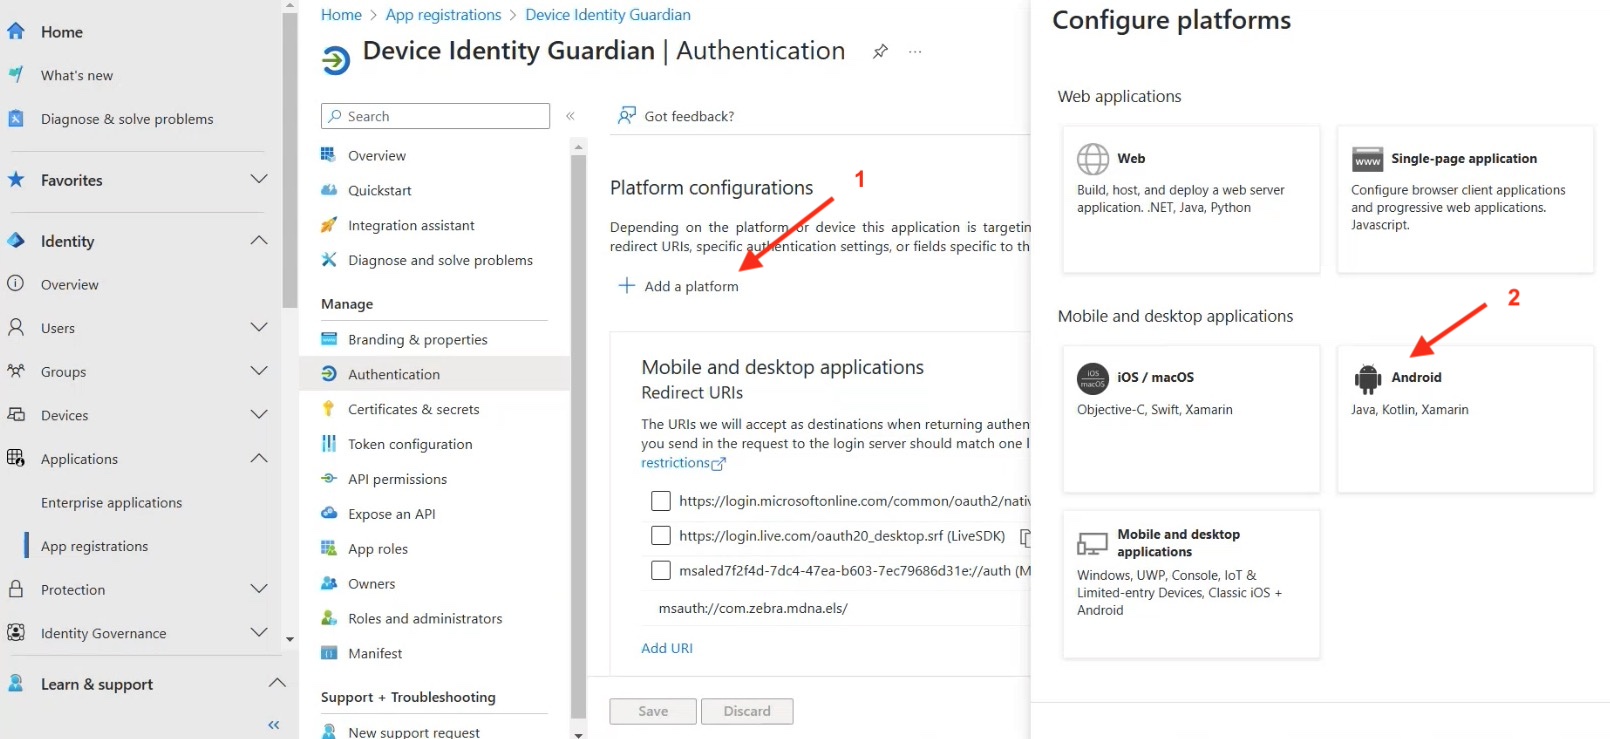 Home
What's new
Diagnose & solve problems
Favorites
Identity
Overview
Users
Groups
Devices
Applications
Enterprise applications
App registrations
Protection
Identity Governance
Learn & support
Home > App registrations > Device Identity Guardian
Device Identity Guardian | Authentication
Search
Overview
Quickstart
Integration assistant
Diagnose and solve problems
Manage
Branding & properties
Authentication
Certificates & secrets
Token configuration
API permissions
Expose an API
App roles
Owners
Roles and administrators
Manifest
Support + Troubleshooting
New support request
Got feedback?
Platform configurations
1
Depending on the platform or device this application is targetin
redirect URIs, specific authentication settings, or fields specific to th
Add a platform
Mobile and desktop applications
Redirect URIs
The URIs we will accept as destinations when returning authen
you send in the request to the login server should match one l
restrictions
https://login.microsoftonline.com/common/oauth2/nativ
https://login.live.com/oauth20_desktop.srf (LiveSDK)
msaled7f2f4d-7dc4-47ea-b603-7ec79686d31e://auth (M
msauth://com.zebra.mdna.els/
Add URI
Save
Discard
Configure platforms
Web applications
Web
Build, host, and deploy a web server
application. .NET, Java, Python
www
Single-page application
Configure browser client applications
and progressive web applications.
Javascript.
Mobile and desktop applications
2
iOS
macOS
iOS / macOS
Objective-C, Swift, Xamarin
Android
Java, Kotlin, Xamarin
Mobile and desktop
applications
Windows, UWP, Console, IoT &
Limited-entry Devices, Classic iOS +
Android